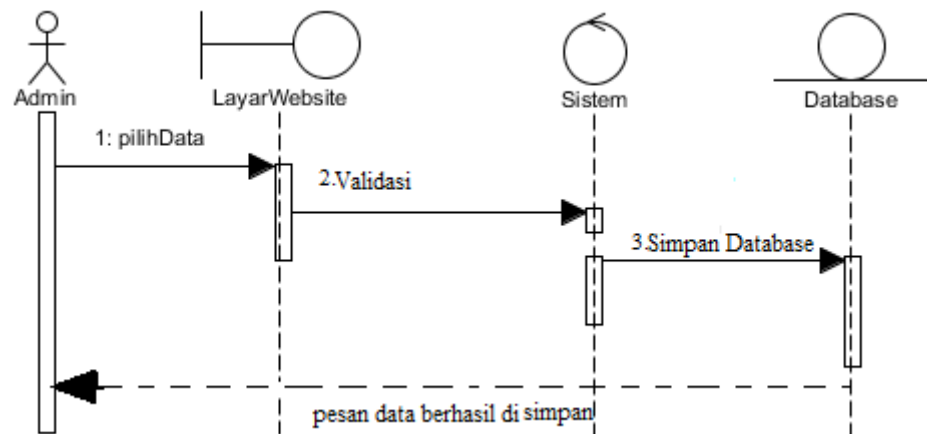 Admin
LayarWebsite
Sistem
Database
1: pilihData
2.Validasi
3.Simpan Database
pesan data berhasil di simpan